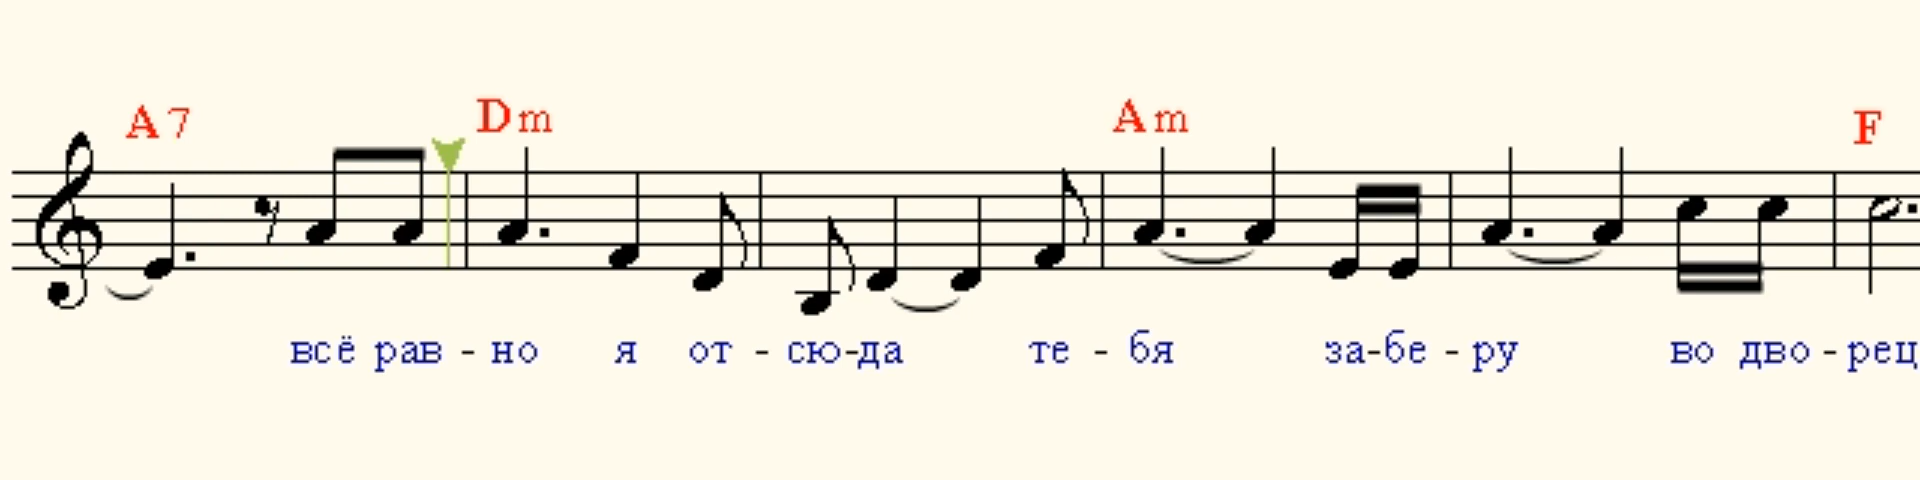 A7 Dm Am F
всё рав - но я от - сю-да те - бя за-бе - ру во дво - рец